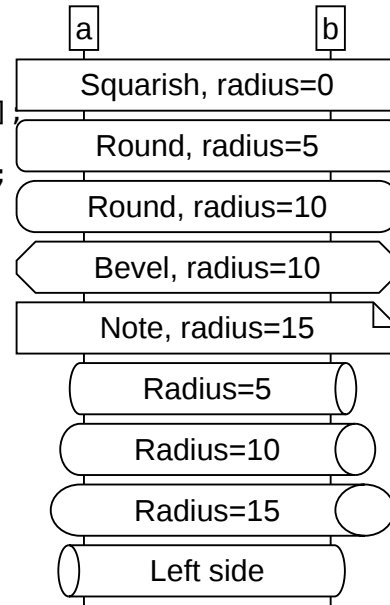 a b
Squarish, radius=0
;
Round, radius=5
;
Round, radius=10
Bevel, radius=10
Note, radius=15
Radius=5
Radius=10
Radius=15
Left side